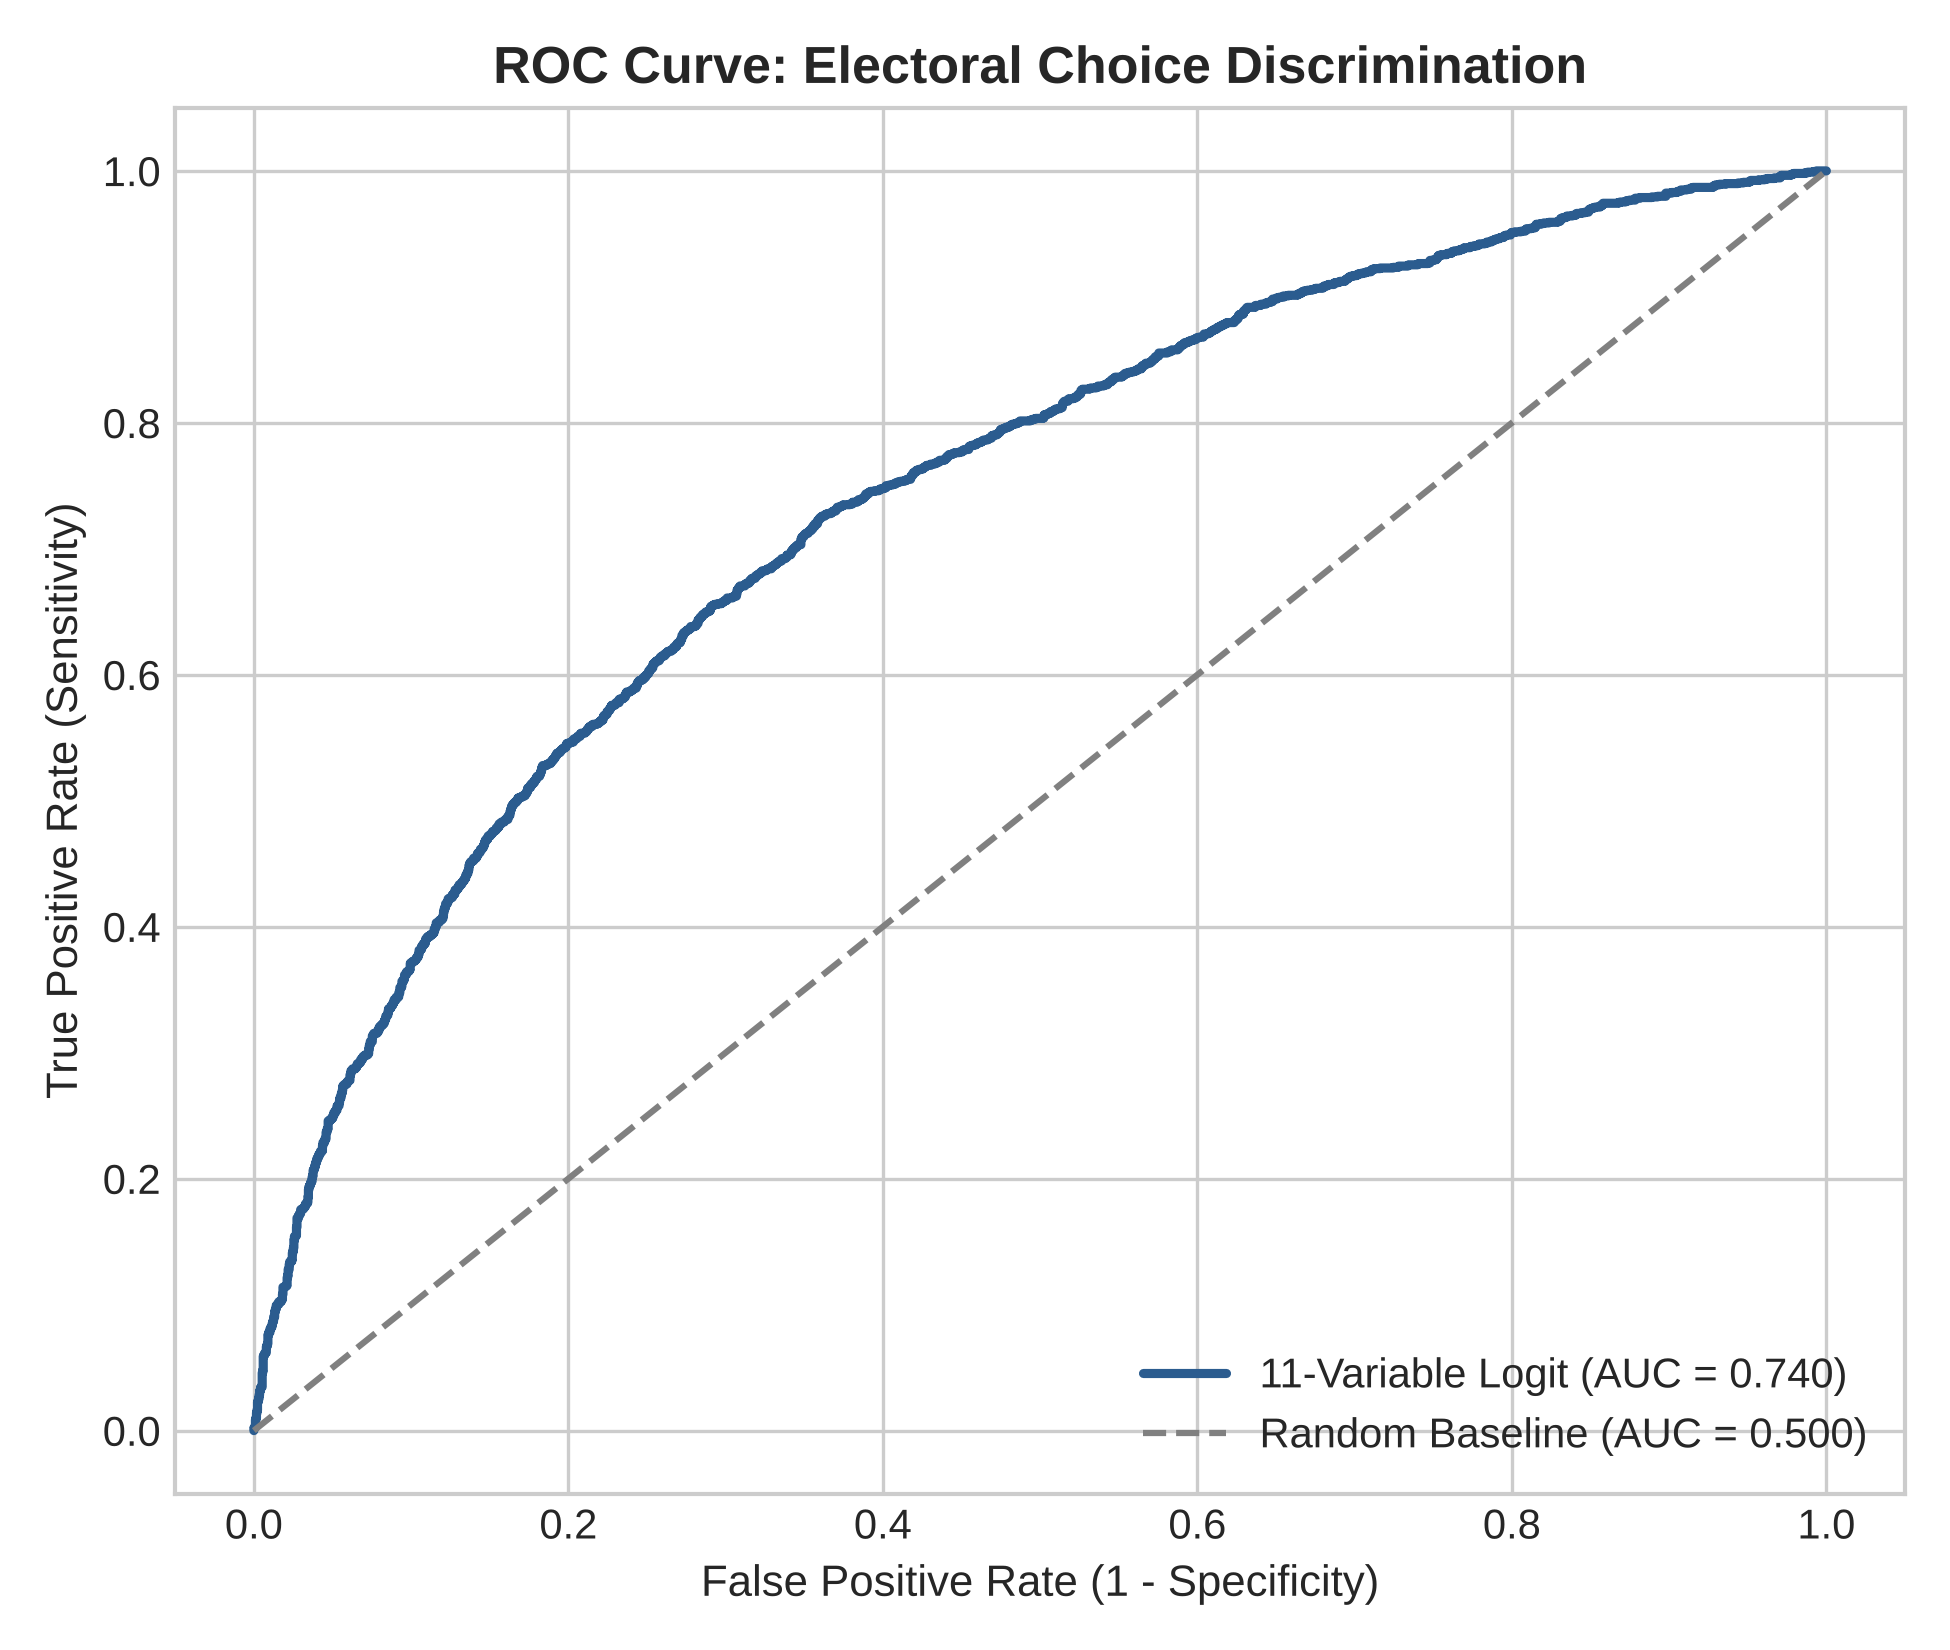 ROC Curve: Electoral Choice Discrimination
True Positive Rate (Sensitivity)
1.0
0.8
0.6
0.4
0.2
0.0
11-Variable Logit (AUC = 0.740)
Random Baseline (AUC = 0.500)
0.0 0.2 0.4 0.6 0.8 1.0
False Positive Rate (1 - Specificity)